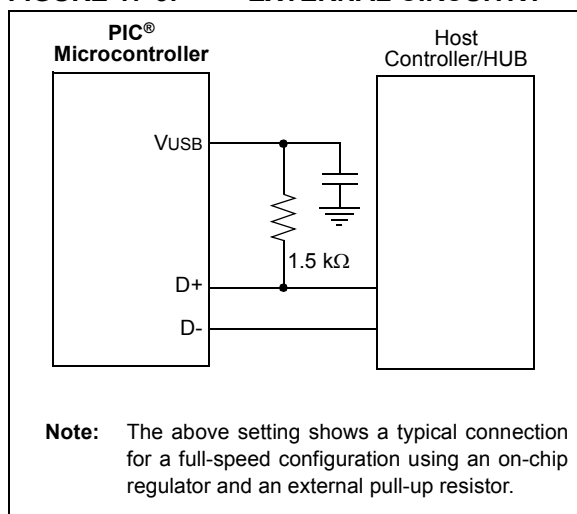 PIC®
Microcontroller
Host
Controller/HUB
VUSB
1.5 kΩ
D+
D-
Note: The above setting shows a typical connection
for a full-speed configuration using an on-chip
regulator and an external pull-up resistor.